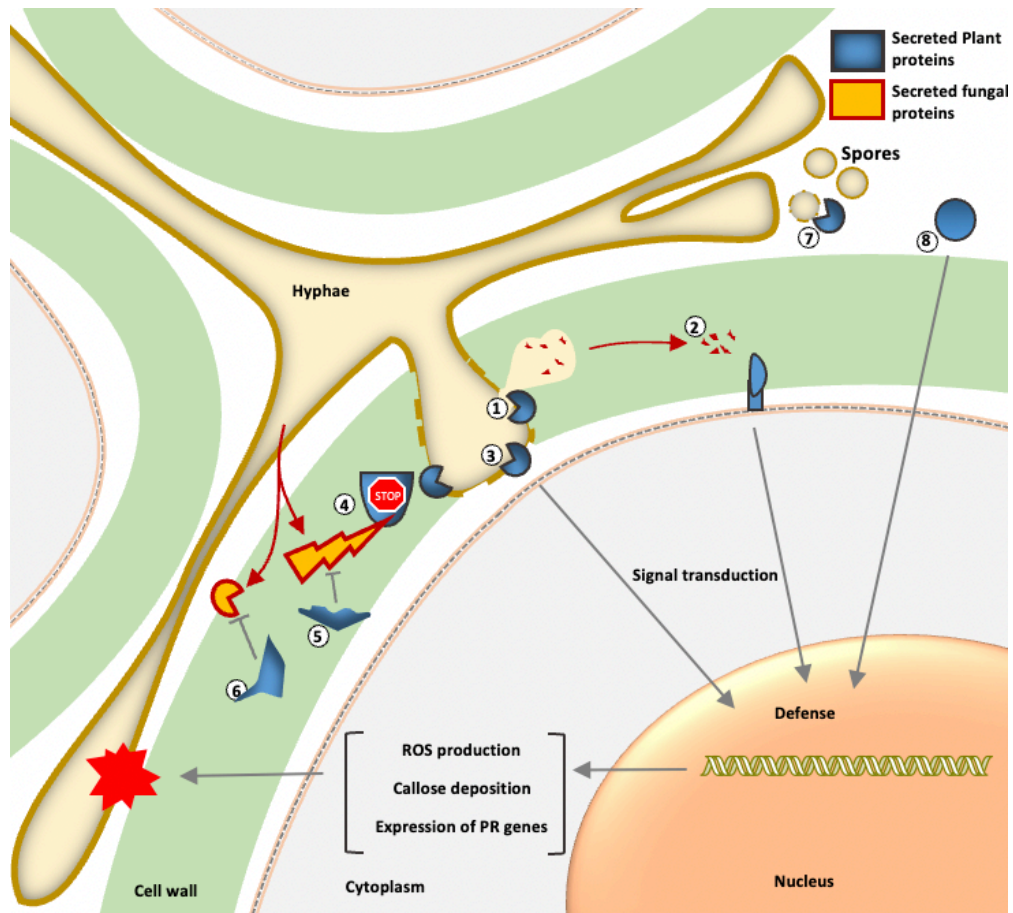 Secreted Plant
proteins
Secreted fungal
proteins
Spores
7
8
Hyphae
2
1
3
4
STOP
Signal transduction
5
6
Defense
ROS production
Callose deposition
Expression of PR genes
Cell wall
Cytoplasm
Nucleus